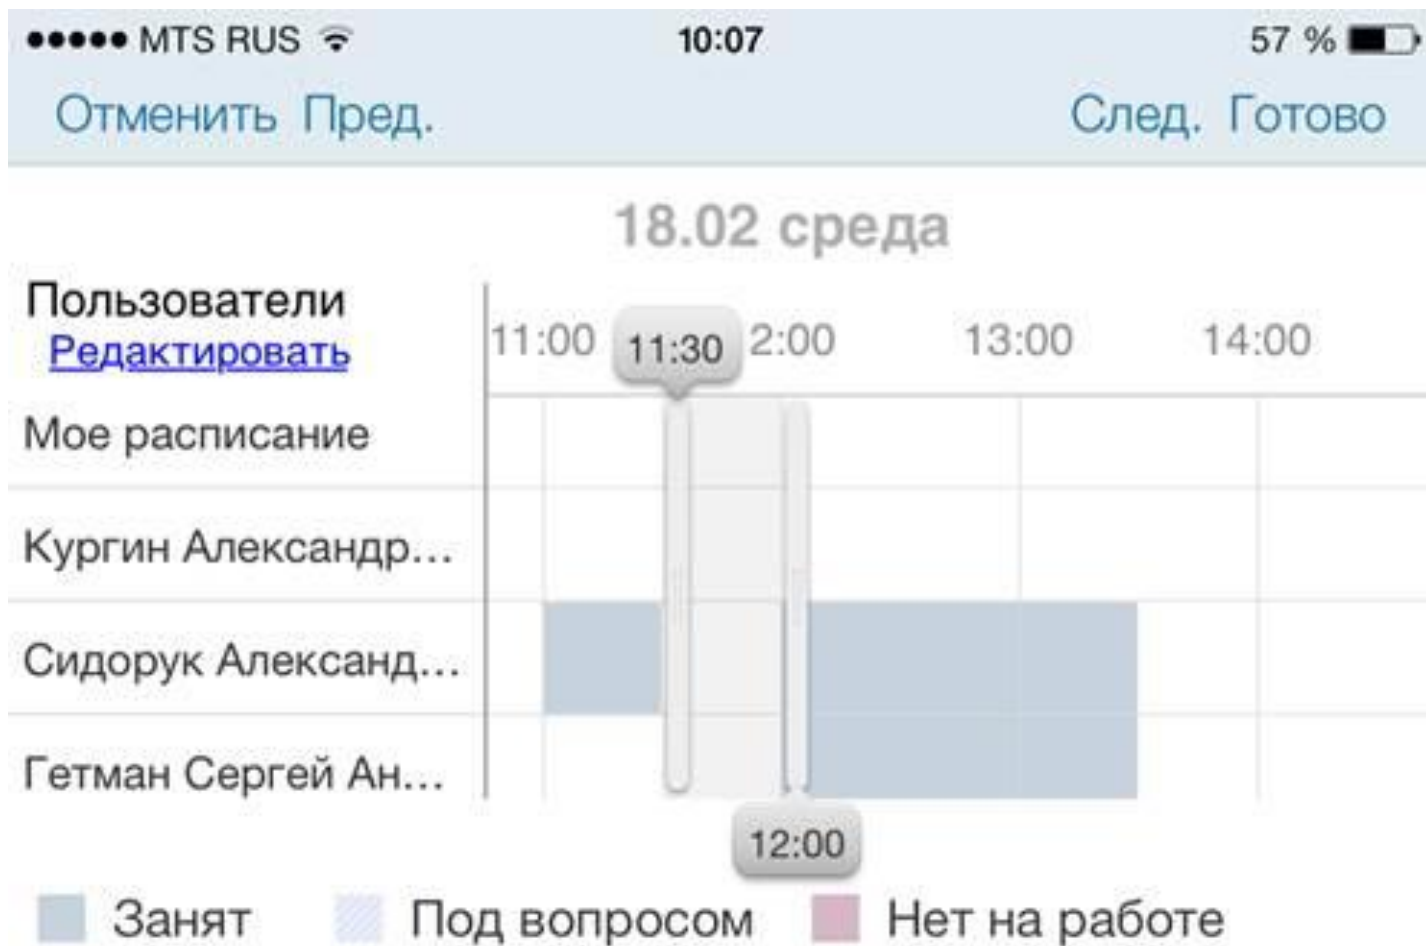 MTS RUS 10:07 57 %
Отменить Пред. След. Готово
18.02 среда
Пользователи
Редактировать
11:00 11:30 2:00 13:00 14:00
Мое расписание
Кургин Александр...
Сидорук Александ...
Гетман Сергей Ан...
12:00
Занят Под вопросом Нет на работе